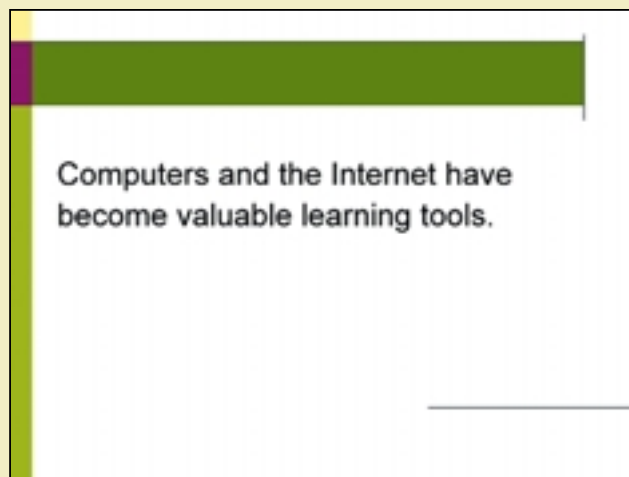 Computers and the Internet have
become valuable learning tools.